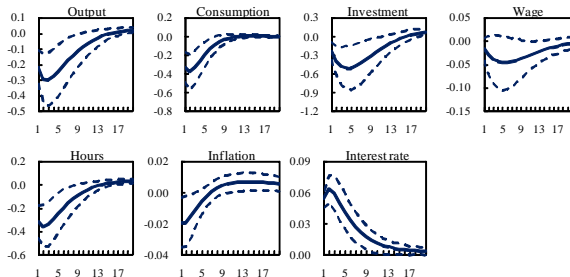 Output
0.1
0.0
-0.1
-0.2
-0.3
-0.4
-0.5
1 5 9 13 17
Consumption
0.2
0.0
-0.2
-0.4
-0.6
-0.8
1 5 9 13 17
Investment
0.3
0.0
-0.3
-0.6
-0.9
-1.2
1 5 9 13 17
Wage
0.05
0.00
-0.05
-0.10
-0.15
1 5 9 13 17
Hours
0.2
0.0
-0.2
-0.4
-0.6
1 5 9 13 17
Inflation
0.02
0.00
-0.02
-0.04
1 5 9 13 17
Interest rate
0.09
0.06
0.03
0.00
1 5 9 13 17